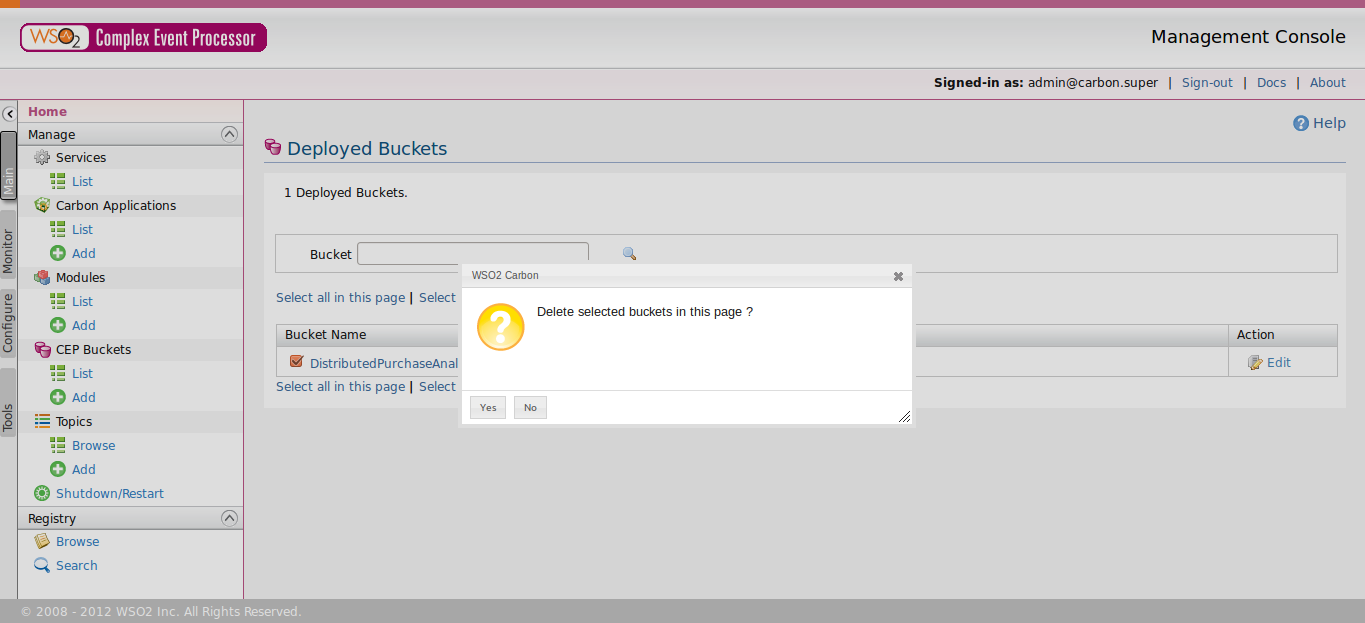 WSO2 Complex Event Processor
Management Console
Signed-in as: admin@carbon.super | Sign-out | Docs | About
Main
Monitor
Configure
Tools
Home
Manage
Services
List
Carbon Applications
List
Add
Modules
List
Add
CEP Buckets
List
Add
Topics
Browse
Add
Shutdown/Restart
Registry
Browse
Search
Help
Deployed Buckets
1 Deployed Buckets.
Bucket
Select all in this page | Select
Bucket Name Action
DistributedPurchaseAnal Edit
Select all in this page | Select
WSO2 Carbon
Delete selected buckets in this page ?
Yes No
© 2008 - 2012 WSO2 Inc. All Rights Reserved.